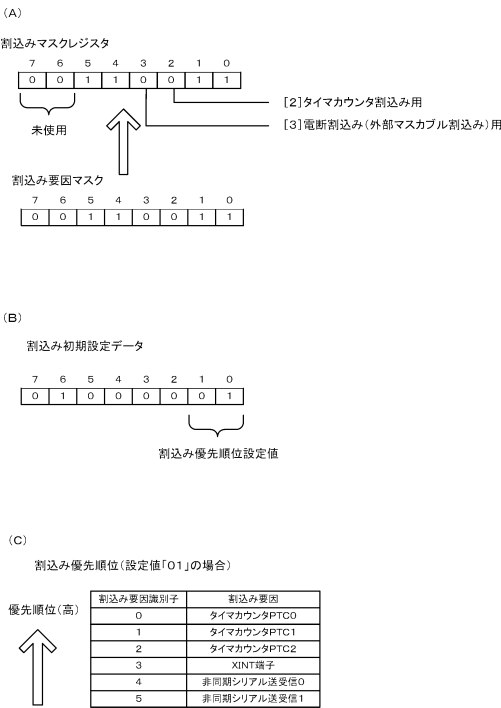 (A)
割込みマスクレジスタ
7 6 5 4 3 2 1 0
0 0 1 1 0 0 1 1
[2]タイマカウンタ割込み用
[3]電断割込み(外部マスカブル割込み)用
未使用
割込み要因マスク
7 6 5 4 3 2 1 0
0 0 1 1 0 0 1 1
(B)
割込み初期設定データ
7 6 5 4 3 2 1 0
0 1 0 0 0 0 0 1
割込み優先順位設定値
(C)
割込み優先順位(設定値「01」の場合)
優先順位(高)
割込み要因識別子 割込み要因
0 タイマカウンタPTC0
1 タイマカウンタPTC1
2 タイマカウンタPTC2
3 XINT端子
4 非同期シリアル送受信0
5 非同期シリアル送受信1